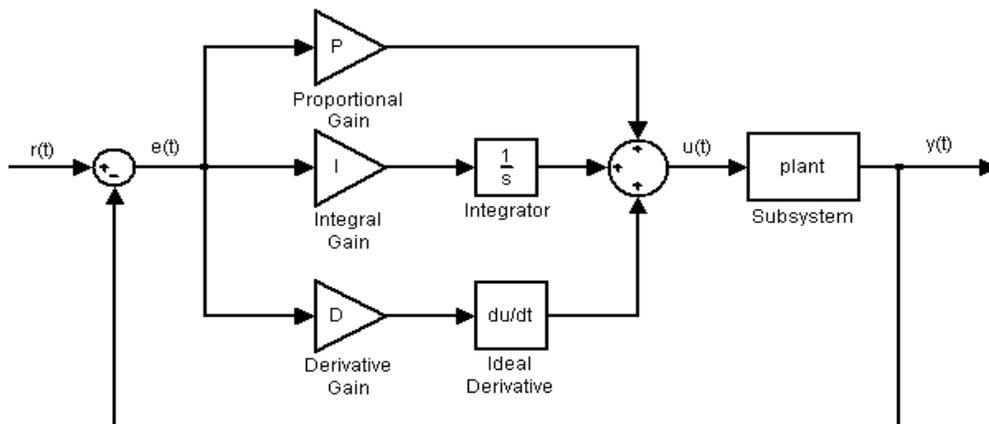 P
Proportional
Gain
r(t)
+
−
e(t)
I
Integral
Gain
1
s
Integrator
+
+
+
u(t)
plant
Subsystem
y(t)
D
Derivative
Gain
du/dt
Ideal
Derivative